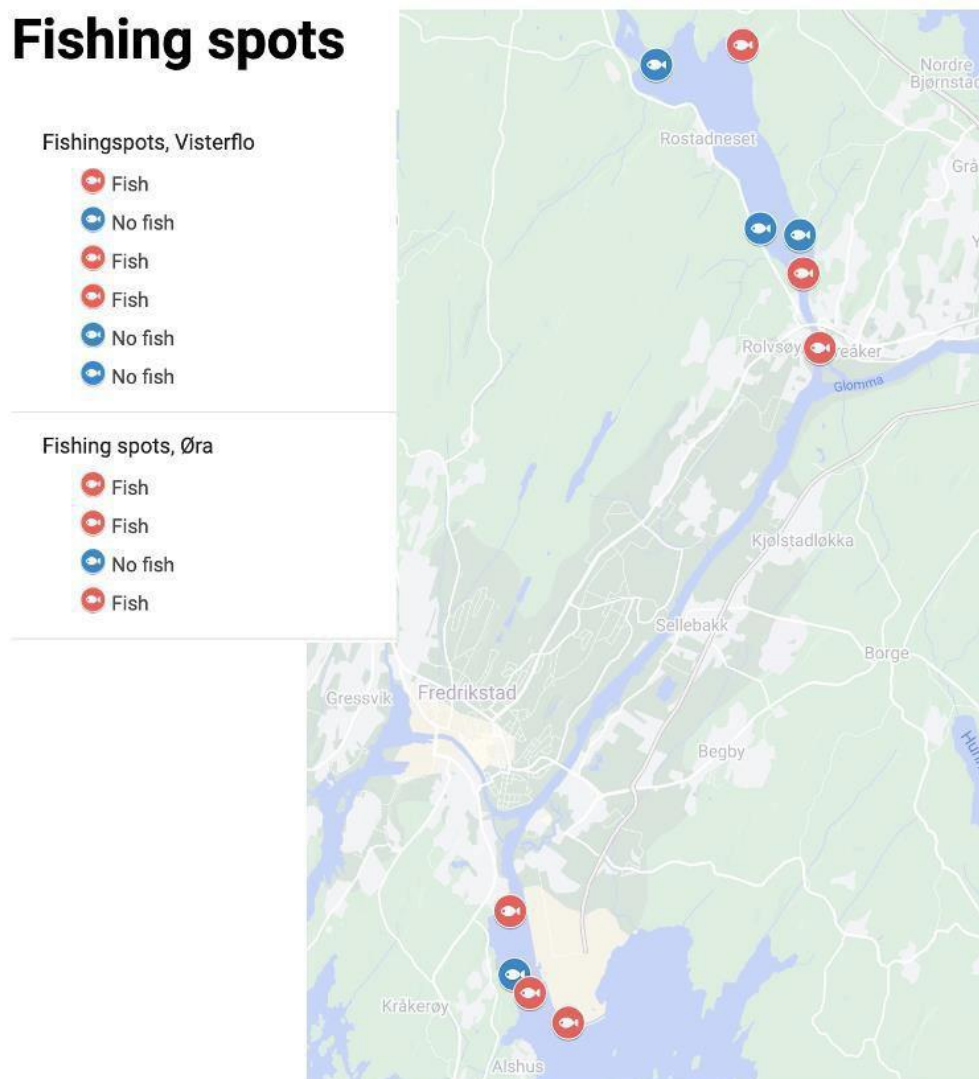 Fishing spots
Fishingspots, Visterflo
Fish
No fish
Fish
Fish
No fish
No fish
Fishing spots, Øra
Fish
Fish
No fish
Fish
Nordre
Rostadneset
Rolvsøy
Glomma
Kjølstadløkka
Sellebakk
Borge
Gressvik
Fredrikstad
Begby
Kråkerøy
Alshus